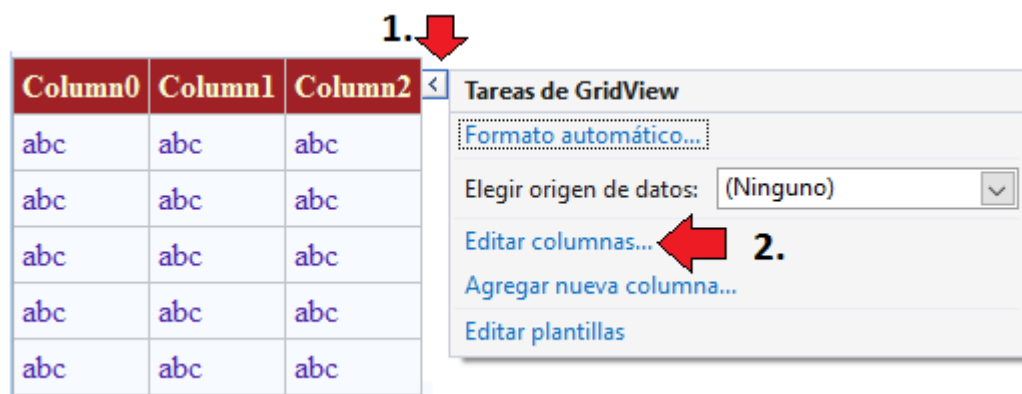 1.
Column0 Column1 Column2 < Tareas de GridView
abc abc abc
Formato automático...
abc abc abc
Elegir origen de datos: (Ninguno)
abc abc abc
Editar columnas... 2.
Agregar nueva columna...
abc abc abc
Editar plantillas
abc abc abc